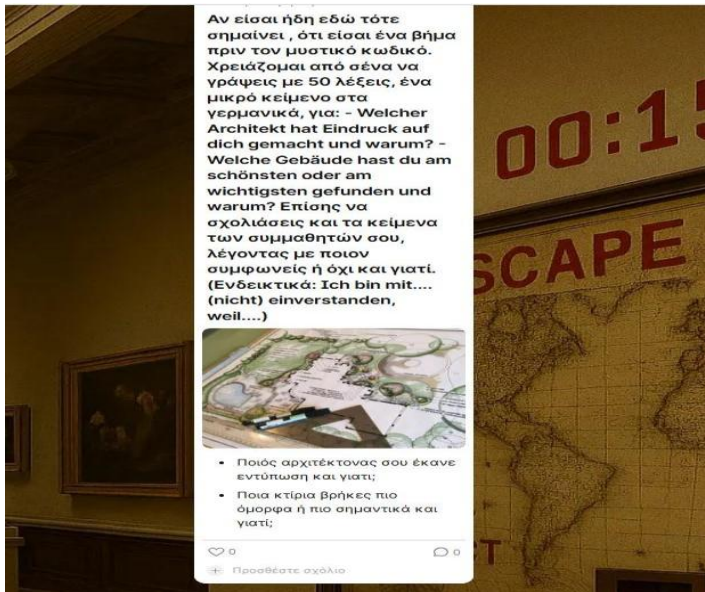 Αν είσαι ήδη εδώ τότε
σημαίνει , ότι είσαι ένα βήμα
πριν τον μυστικό κωδικό.
Χρειάζομαι από σένα να
γράψεις με 50 λέξεις, ένα
μικρό κείμενο στα
γερμανικά, για: - Welcher
Architekt hat Eindruck auf
dich gemacht und warum? -
Welche Gebäude hast du am
schönsten oder am
wichtigsten gefunden und
warum? Επίσης να
σχολιάσεις και τα κείμενα
των συμμαθητών σου,
λέγοντας με ποιον
συμφωνείς ή όχι και γιατί.
(Ενδεικτικά: Ich bin mit....
(nicht) einverstanden,
weil....)
• Ποιός αρχιτέκτονας σου έκανε
εντύπωση και γιατι;
• Ποια κτίρια βρήκες πιο
όμορφα ή πιο σημαντικά και
γιατί;
0
0
+ Προσθέστε σχόλιο
00:15
SCAPE
CT